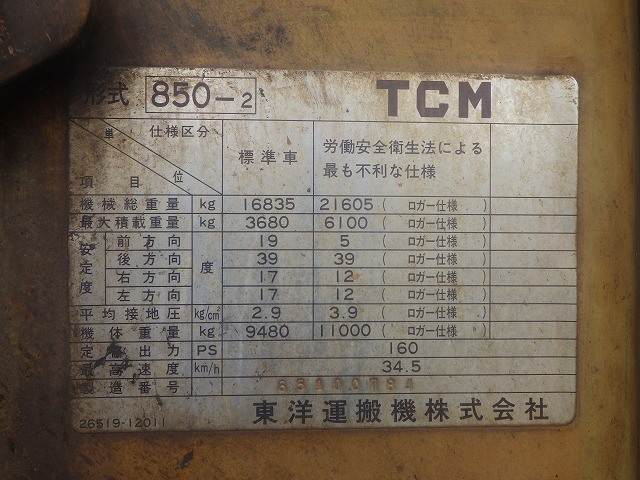 形式 850-2 TCM
単位 仕様区分 項目 標準車 労働安全衛生法による
最も不利な仕様
機械総重量 kg 16835 21605 ( ロガー仕様 )
最大積載重量 kg 3680 6100 ( ロガー仕様 )
安定度 前方向 度 19 5 ( ロガー仕様 )
後方向 39 39 ( ロガー仕様 )
右方向 17 12 ( ロガー仕様 )
左方向 17 12 ( ロガー仕様 )
平均接地圧 kg/cm² 2.9 3.9 ( ロガー仕様 )
機体重量 kg 9480 11000 ( ロガー仕様 )
定格出力 PS 160
最高速度 km/h 34.5
製造番号
東洋運搬機株式会社
26519-12011